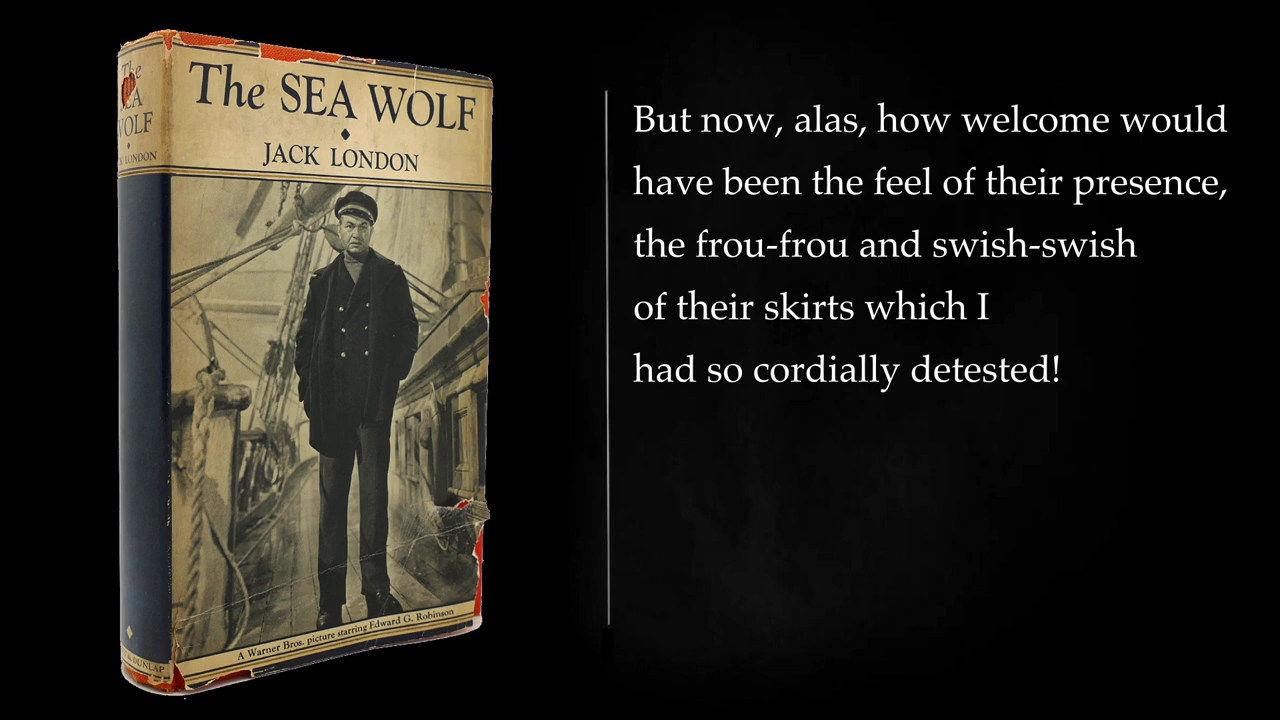 The
SEA
WOLF
LONDON
The SEA WOLF
JACK LONDON
A Warner Bros. picture starring Edward G. Robinson
DUNLAP
But now, alas, how welcome would
have been the feel of their presence,
the frou-frou and swish-swish
of their skirts which I
had so cordially detested!